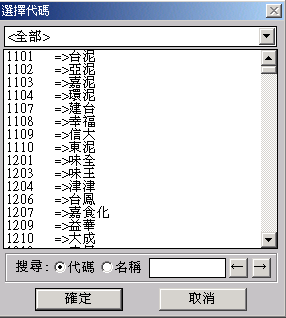 選擇代碼
<全部>
1101 =>台泥
1102 =>亞泥
1103 =>嘉泥
1104 =>環泥
1107 =>建台
1108 =>幸福
1109 =>信大
1110 =>東泥
1201 =>味全
1203 =>味王
1204 =>津津
1206 =>台鳳
1207 =>嘉食化
1209 =>益華
1210 =>大成
搜尋: 代碼 名稱 ← →
確定 取消